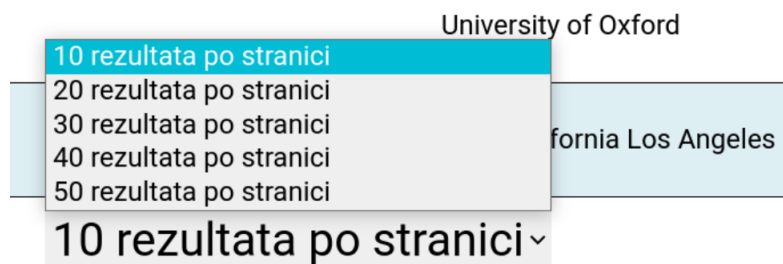 University of Oxford
10 rezultata po stranici
20 rezultata po stranici
30 rezultata po stranici
fornia Los Angeles
40 rezultata po stranici
50 rezultata po stranici
10 rezultata po stranici